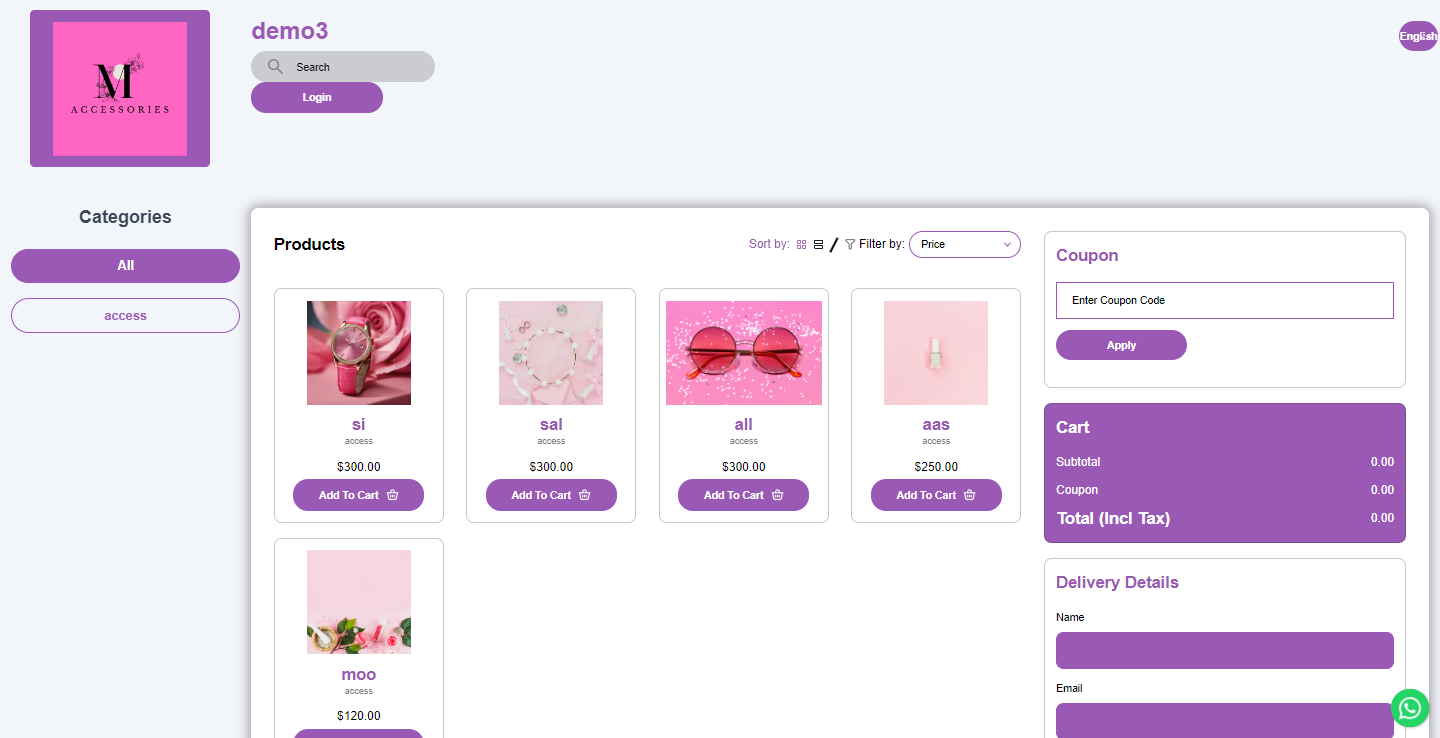 M
ACCESSORIES
demo3
Search
Login
English
Categories
All
access
Products
Sort by:
/
Filter by:
Price
si
access
$300.00
Add To Cart
sal
access
$300.00
Add To Cart
all
access
$300.00
Add To Cart
aas
access
$250.00
Add To Cart
moo
access
$120.00
Coupon
Enter Coupon Code
Apply
Cart
Subtotal 0.00
Coupon 0.00
Total (Incl Tax) 0.00
Delivery Details
Name
Email